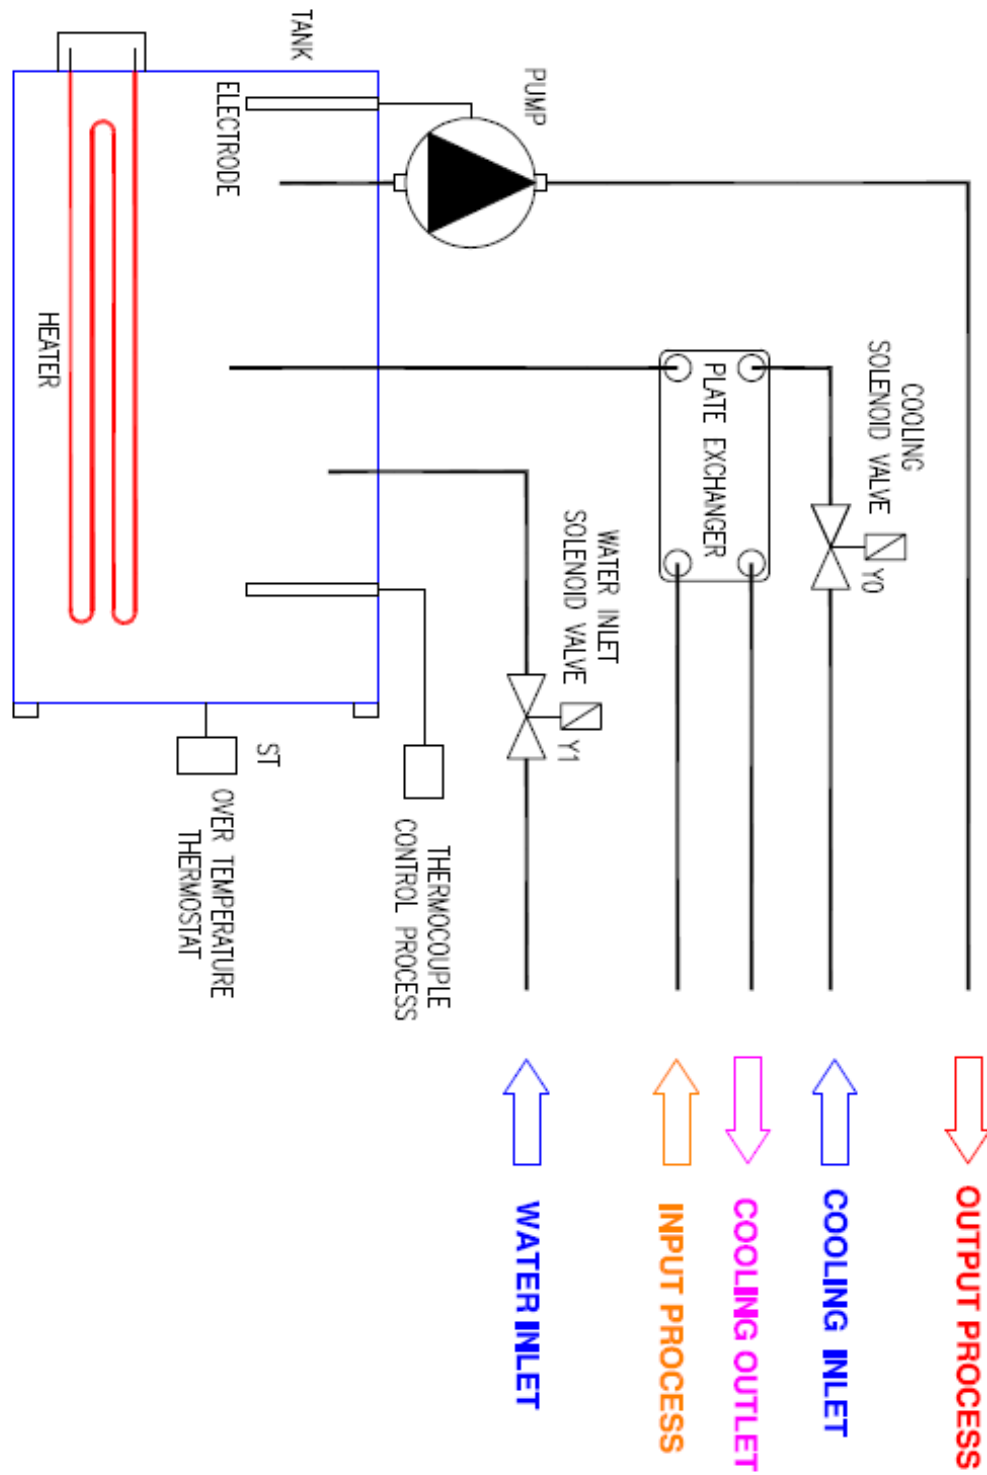 OUTPUT PROCESS
COOLING INLET
COOLING OUTLET
INPUT PROCESS
WATER INLET
COOLING
SOLENOID VALVE
Y0
PUMP
PLATE EXCHANGER
WATER INLET
SOLENOID VALVE
Y1
THERMOCOUPLE
CONTROL PROCESS
TANK
ELECTRODE
ST
OVER TEMPERATURE
THERMOSTAT
HEATER